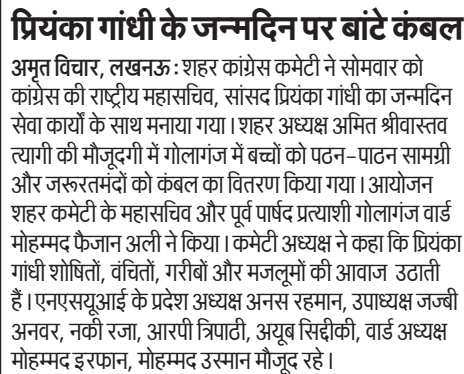 प्रियंका गांधी के जन्मदिन पर बांटे कंबल
अमृत विचार, लखनऊ : शहर कांग्रेस कमेटी ने सोमवार को
कांग्रेस की राष्ट्रीय महासचिव, सांसद प्रियंका गांधी का जन्मदिन
सेवा कार्यों के साथ मनाया गया। शहर अध्यक्ष अमित श्रीवास्तव
त्यागी की मौजूदगी में गोलागंज में बच्चों को पठन-पाठन सामग्री
और जरूरतमंदों को कंबल का वितरण किया गया। आयोजन
शहर कमेटी के महासचिव और पूर्व पार्षद प्रत्याशी गोलागंज वार्ड
मोहम्मद फैजान अली ने किया। कमेटी अध्यक्ष ने कहा कि प्रियंका
गांधी शोषितों, वंचितों, गरीबों और मजलूमों की आवाज उठाती
हैं। एनएसयूआई के प्रदेश अध्यक्ष अनस रहमान, उपाध्यक्ष जज्बी
अनवर, नकी रजा, आरपी त्रिपाठी, अयूब सिद्दीकी, वार्ड अध्यक्ष
मोहम्मद इरफान, मोहम्मद उस्मान मौजूद रहे।